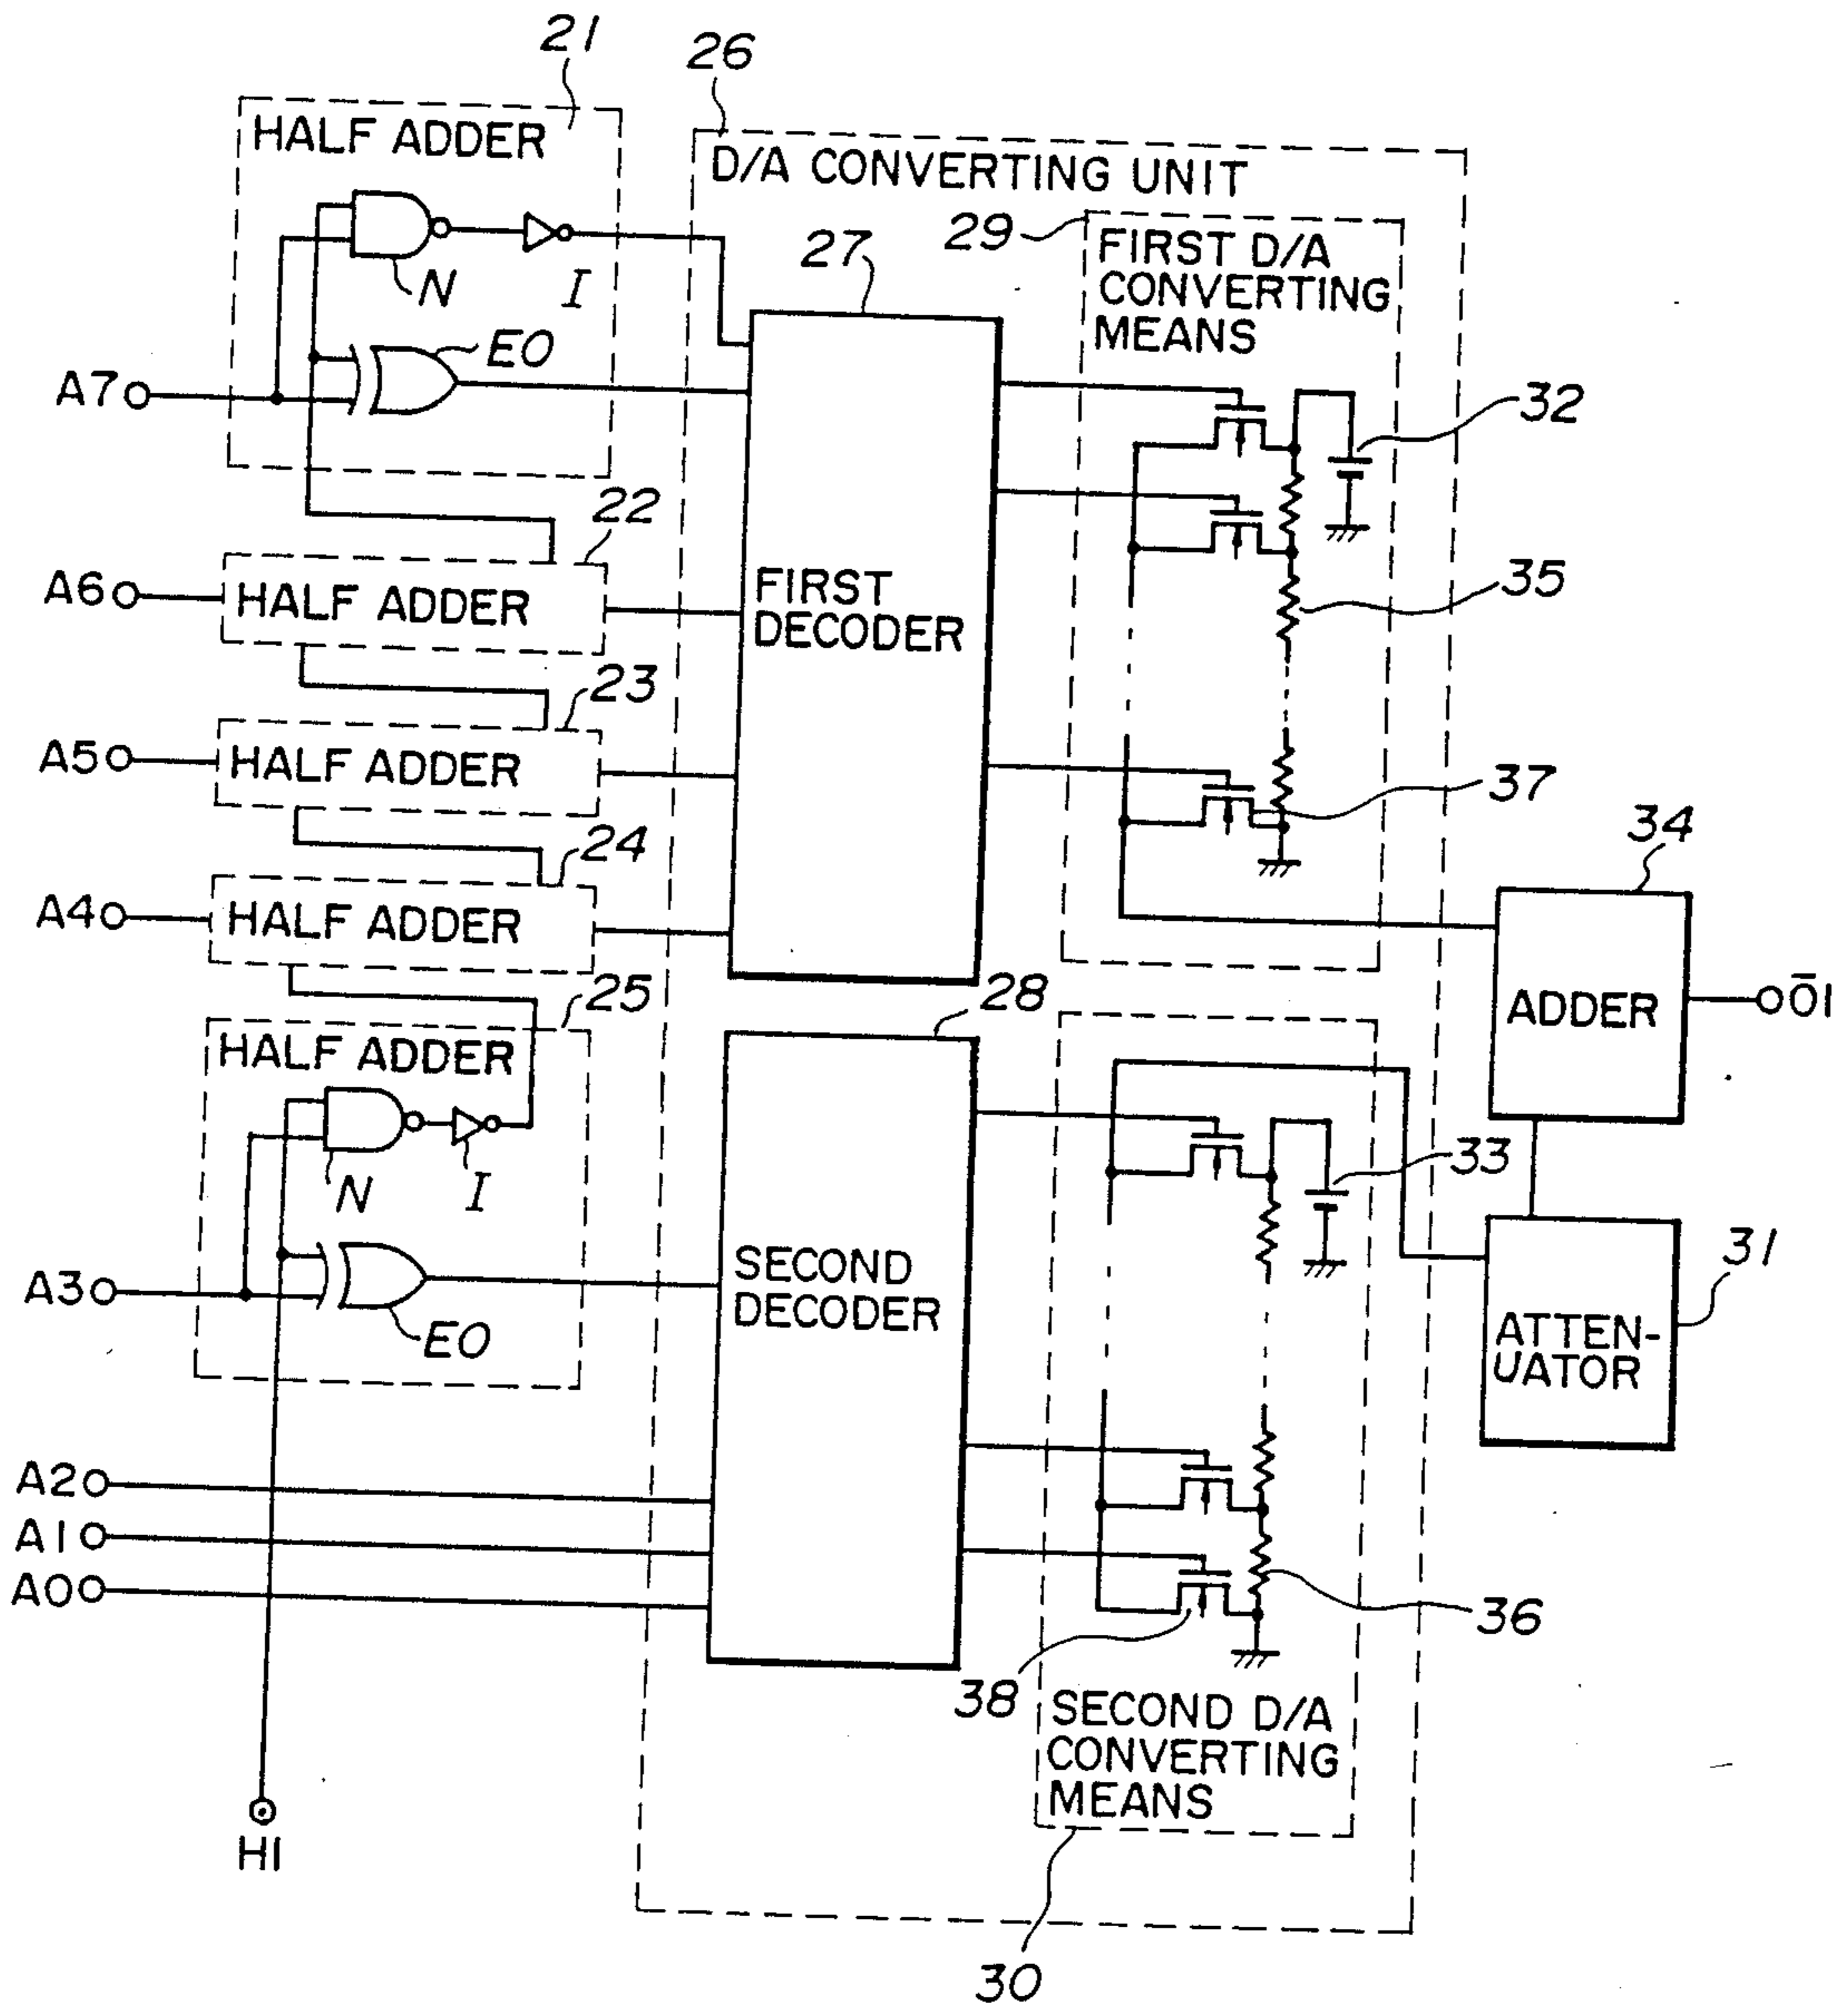 21
26
HALF ADDER
D/A CONVERTING UNIT
29
27
FIRST D/A
CONVERTING
MEANS
N
I
EO
A7
32
22
A6
HALF ADDER
FIRST
DECODER
35
23
A5
HALF ADDER
37
24
34
A4
HALF ADDER
25
28
ADDER
Ō1
HALF ADDER
N
I
33
A3
SECOND
DECODER
EO
31
ATTEN-
UATOR
A2
A1
A0
36
38
SECOND D/A
CONVERTING
MEANS
H1
30